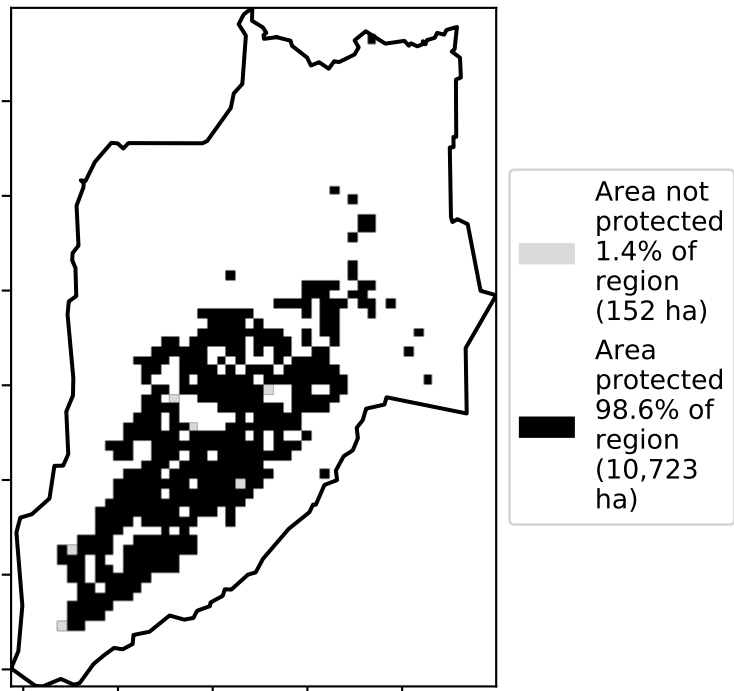 Area not
protected
1.4% of
region
(152 ha)
Area
protected
98.6% of
region
(10,723
ha)